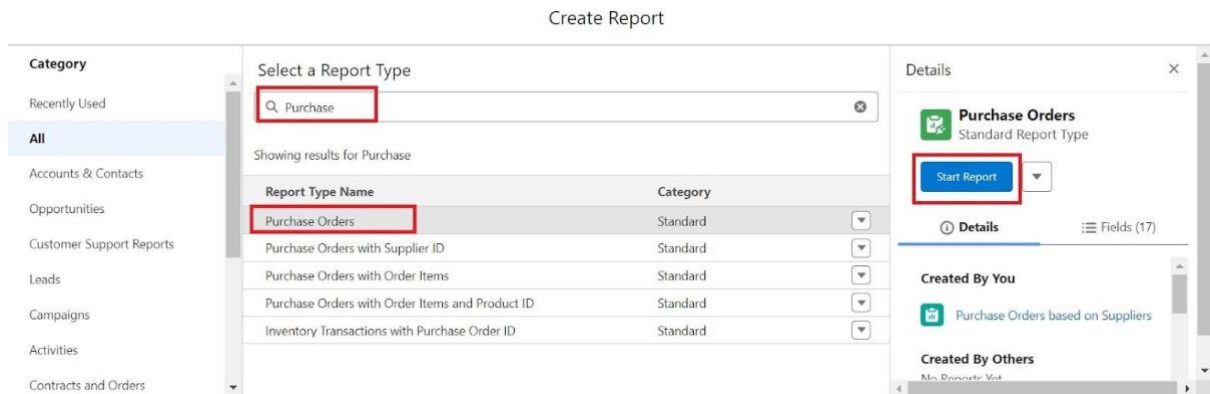 Create Report
Category
Recently Used
All
Accounts & Contacts
Opportunities
Customer Support Reports
Leads
Campaigns
Activities
Contracts and Orders
Select a Report Type
Purchase
Showing results for Purchase
Report Type Name Category
Purchase Orders Standard
Purchase Orders with Supplier ID Standard
Purchase Orders with Order Items Standard
Purchase Orders with Order Items and Product ID Standard
Inventory Transactions with Purchase Order ID Standard
Details
Purchase Orders
Standard Report Type
Start Report
Details Fields (17)
Created By You
Purchase Orders based on Suppliers
Created By Others
No Reports Yet